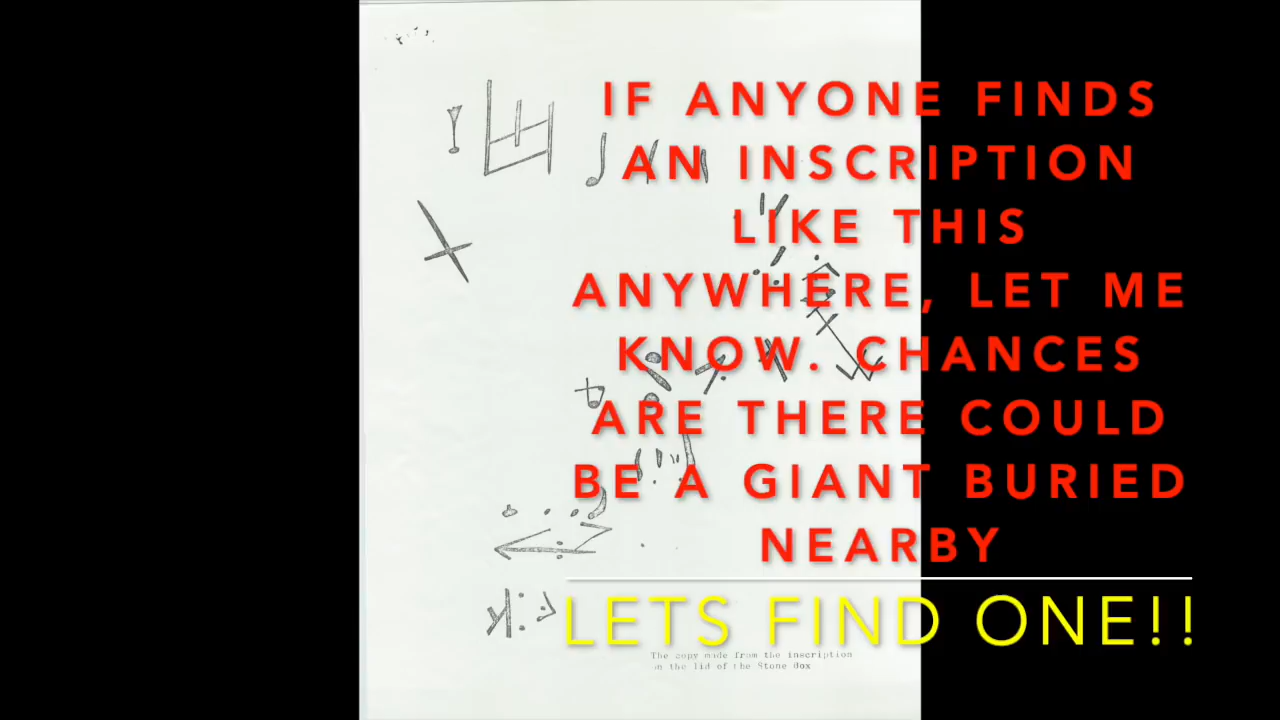 IF ANYONE FINDS
AN INSCRIPTION
LIKE THIS
ANYWHERE, LET ME
KNOW. CHANCES
ARE THERE COULD
BE A GIANT BURIED
NEARBY
LETS FIND ONE!!
The copy made from the inscription
on the lid of the Stone Box